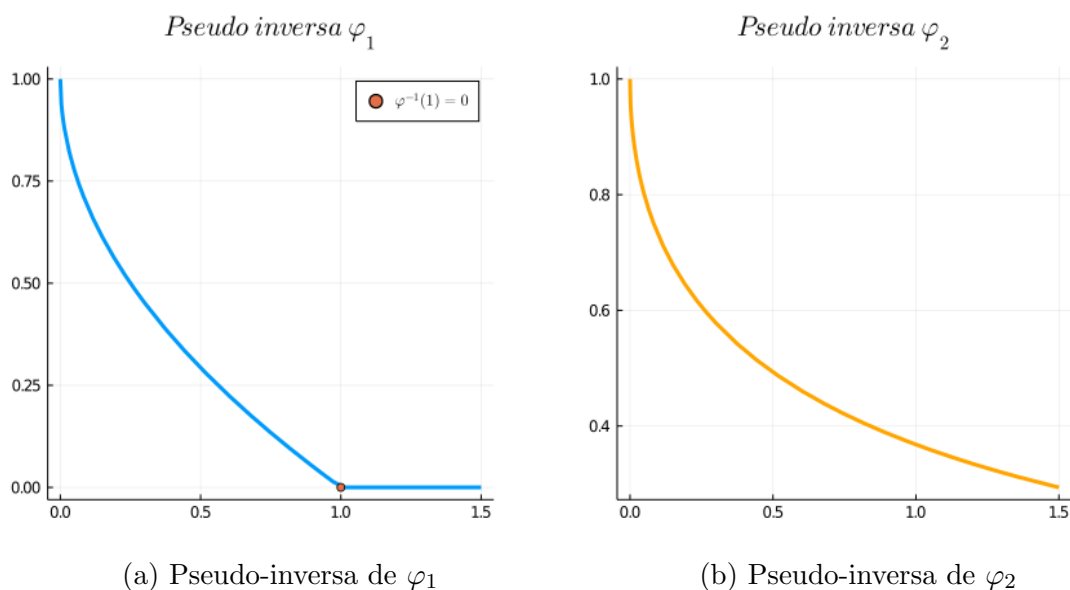 Pseudo inversa φ₁
1.00
0.75
0.50
0.25
0.00
0.0 0.5 1.0 1.5
φ⁻¹(1) = 0
(a) Pseudo-inversa de φ₁
Pseudo inversa φ₂
1.0
0.8
0.6
0.4
0.0 0.5 1.0 1.5
(b) Pseudo-inversa de φ₂